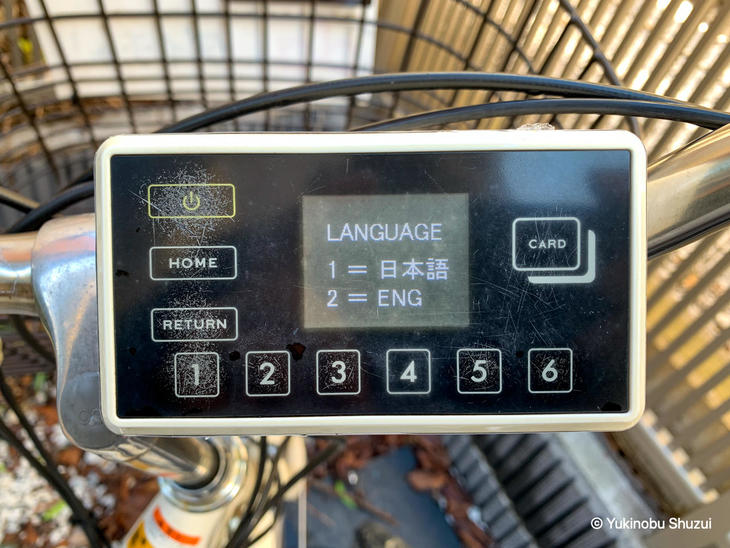 LANGUAGE
1 = 日本語
2 = ENG
HOME
RETURN
CARD
1 2 3 4 5 6
© Yukinobu Shuzui